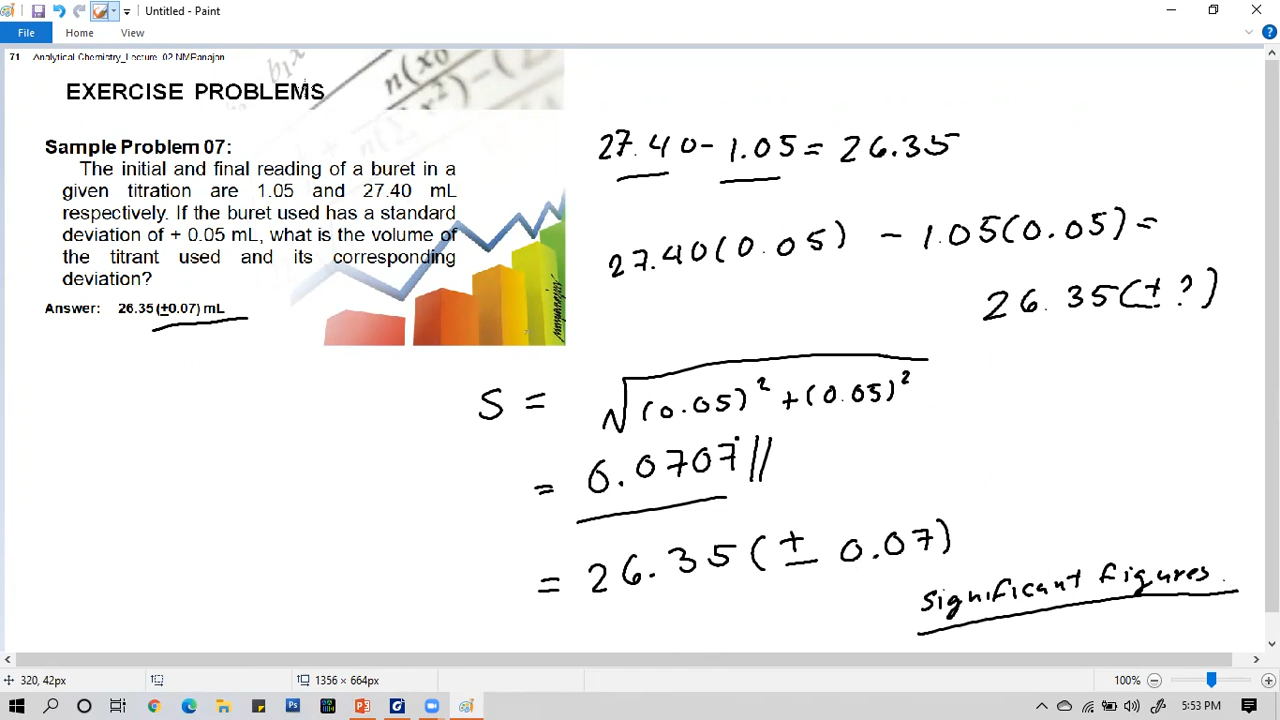 Untitled - Paint
File Home View
71 Analytical Chemistry_Lecture 02 NMPanajan
EXERCISE PROBLEMS
Sample Problem 07:
The initial and final reading of a buret in a
given titration are 1.05 and 27.40 mL
respectively. If the buret used has a standard
deviation of + 0.05 mL, what is the volume of
the titrant used and its corresponding
deviation?
Answer: 26.35 (±0.07) mL
27.40 - 1.05 = 26.35
27.40(0.05) - 1.05(0.05) =
26.35(± ?)
S = √(0.05)² + (0.05)²
= 0.0707 //
= 26.35 (± 0.07)
significant figures.
320, 42px
1356 × 664px
100%
5:53 PM